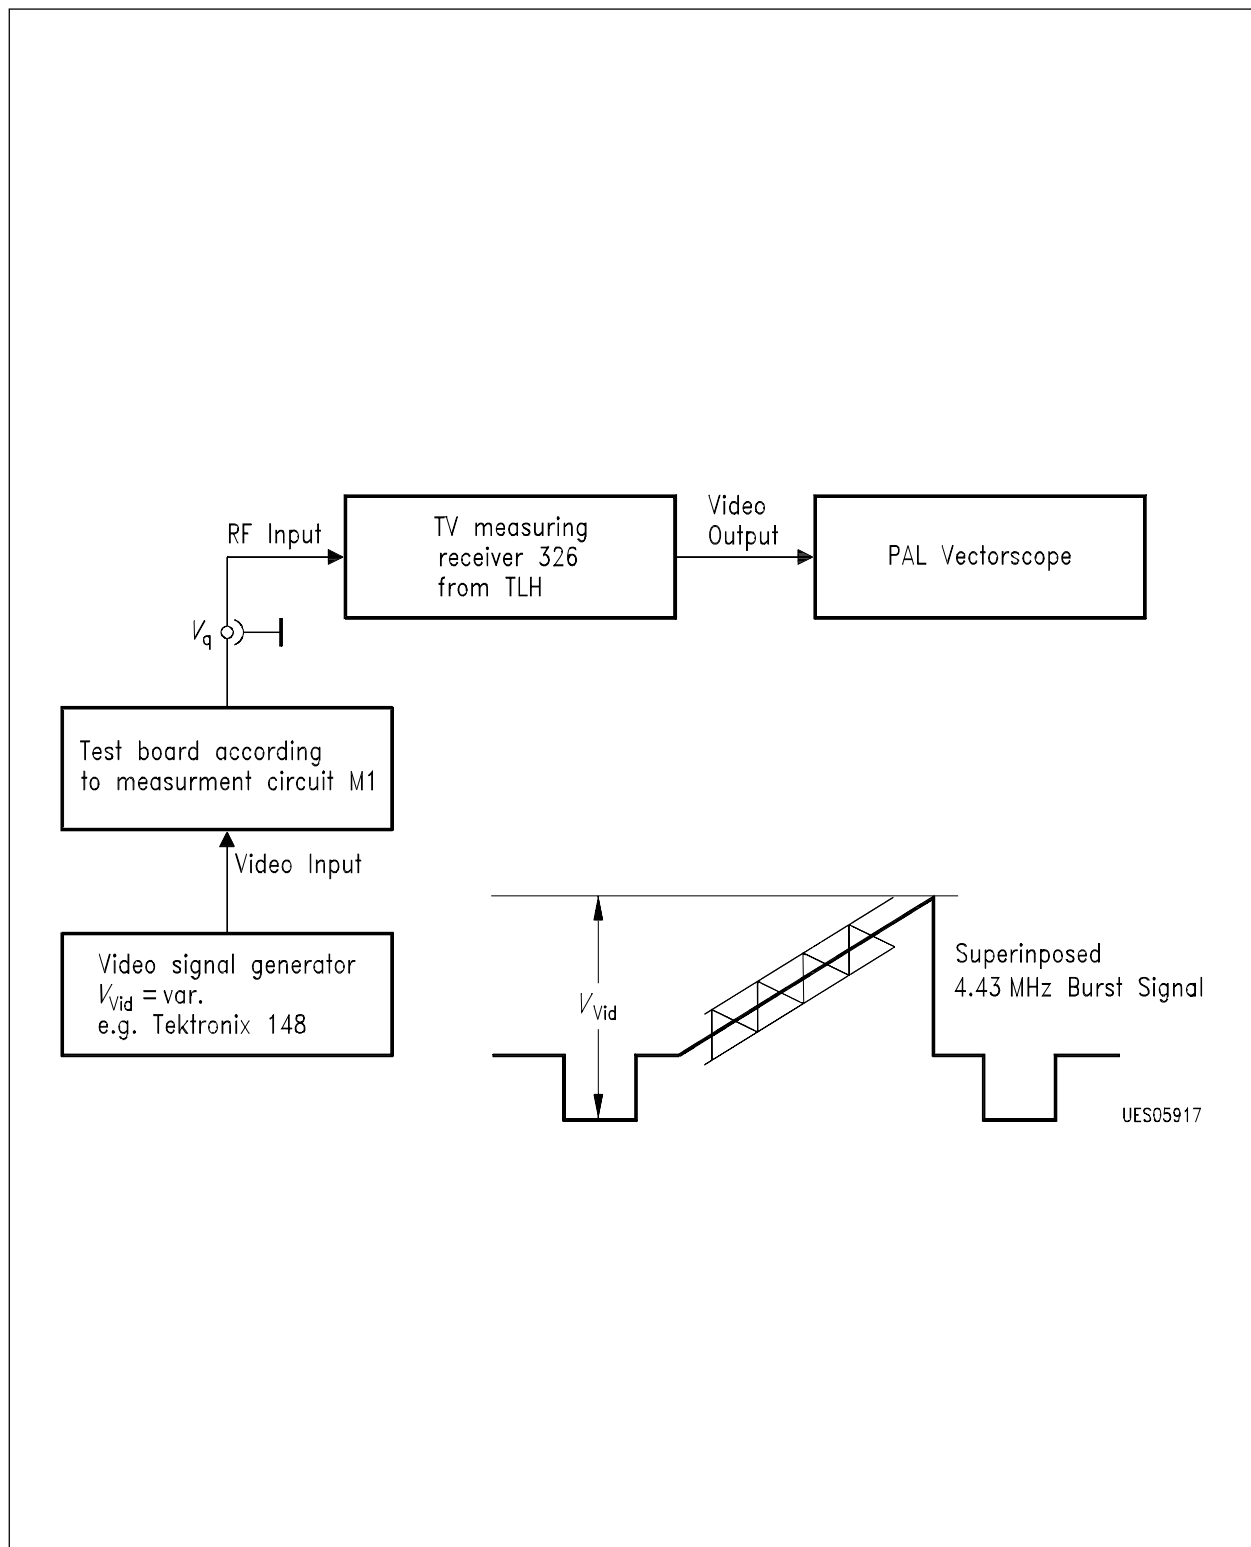 RF Input
TV measuring
receiver 326
from TLH
Video
Output
PAL Vectorscope
Vq
Test board according
to measurment circuit M1
Video Input
Video signal generator
VVid = var.
e.g. Tektronix 148
VVid
Superinposed
4.43 MHz Burst Signal
UES05917